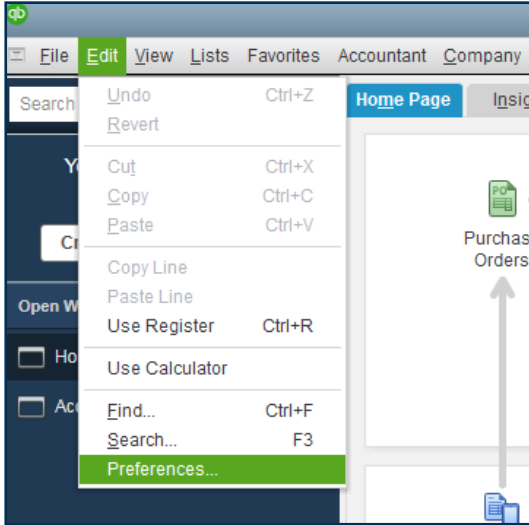 qb
File Edit View Lists Favorites Accountant Company
Search
Undo Ctrl+Z
Revert
Cut Ctrl+X
Copy Ctrl+C
Paste Ctrl+V
Copy Line
Paste Line
Use Register Ctrl+R
Use Calculator
Find... Ctrl+F
Search... F3
Preferences...
Open W
Ho
Home Page
PO
Purchas
Orders